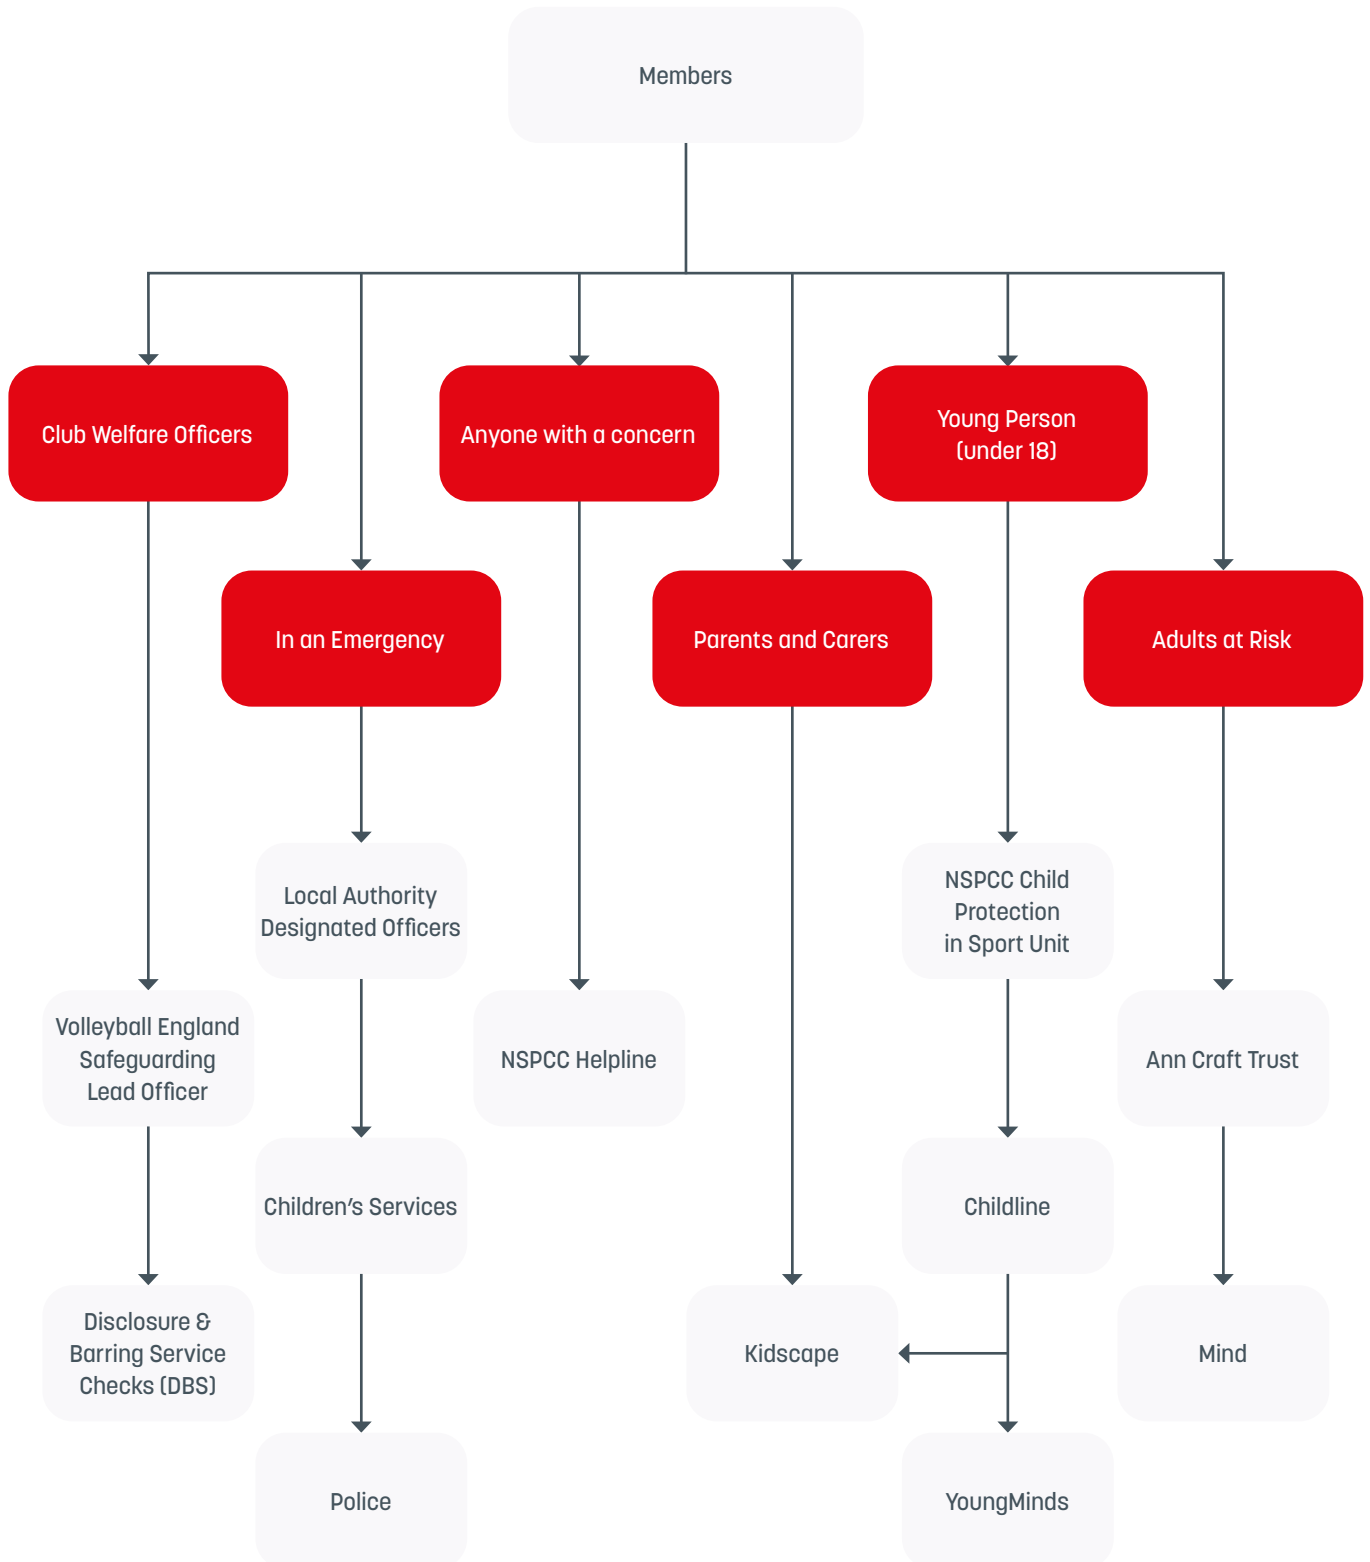 Members
Club Welfare Officers
Anyone with a concern
Young Person
(under 18)
In an Emergency
Parents and Carers
Adults at Risk
Local Authority
Designated Officers
NSPCC Child
Protection
in Sport Unit
Volleyball England
Safeguarding
Lead Officer
NSPCC Helpline
Ann Craft Trust
Children’s Services
Childline
Disclosure &
Barring Service
Checks (DBS)
Kidscape
Mind
Police
YoungMinds